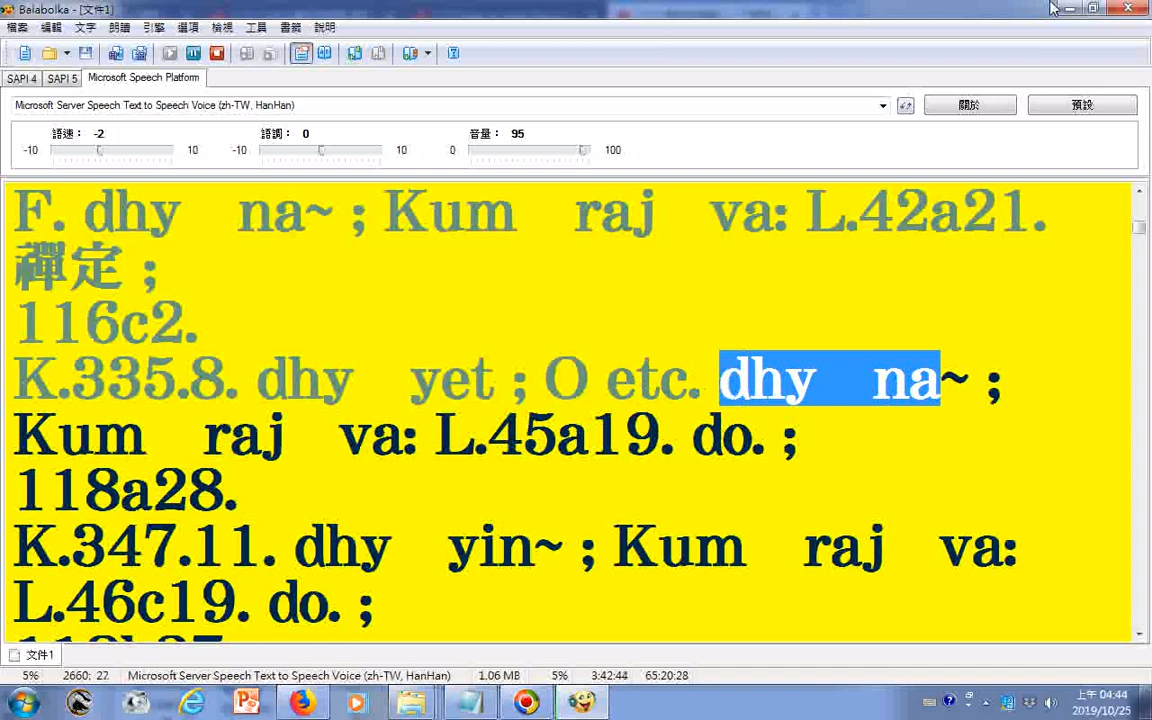 Balabolka - [文件1]
檔案 編輯 文字 朗讀 引擎 選項 檢視 工具 書籤 說明
SAPI 4 SAPI 5 Microsoft Speech Platform
Microsoft Server Speech Text to Speech Voice (zh-TW, HanHan) 關於 預設
語速： -2 語調： 0 音量： 95
-10 10 -10 10 0 100
F. dhy na~ ; Kum raj va: L.42a21.
禪定 ;
116c2.
K.335.8. dhy yet ; O etc. dhy na~ ;
Kum raj va: L.45a19. do. ;
118a28.
K.347.11. dhy yin~ ; Kum raj va:
L.46c19. do. ;
文件1
5% 2660: 27 Microsoft Server Speech Text to Speech Voice (zh-TW, HanHan) 1.06 MB 5% 3:42:44 65:20:28
上午 04:44
2019/10/25